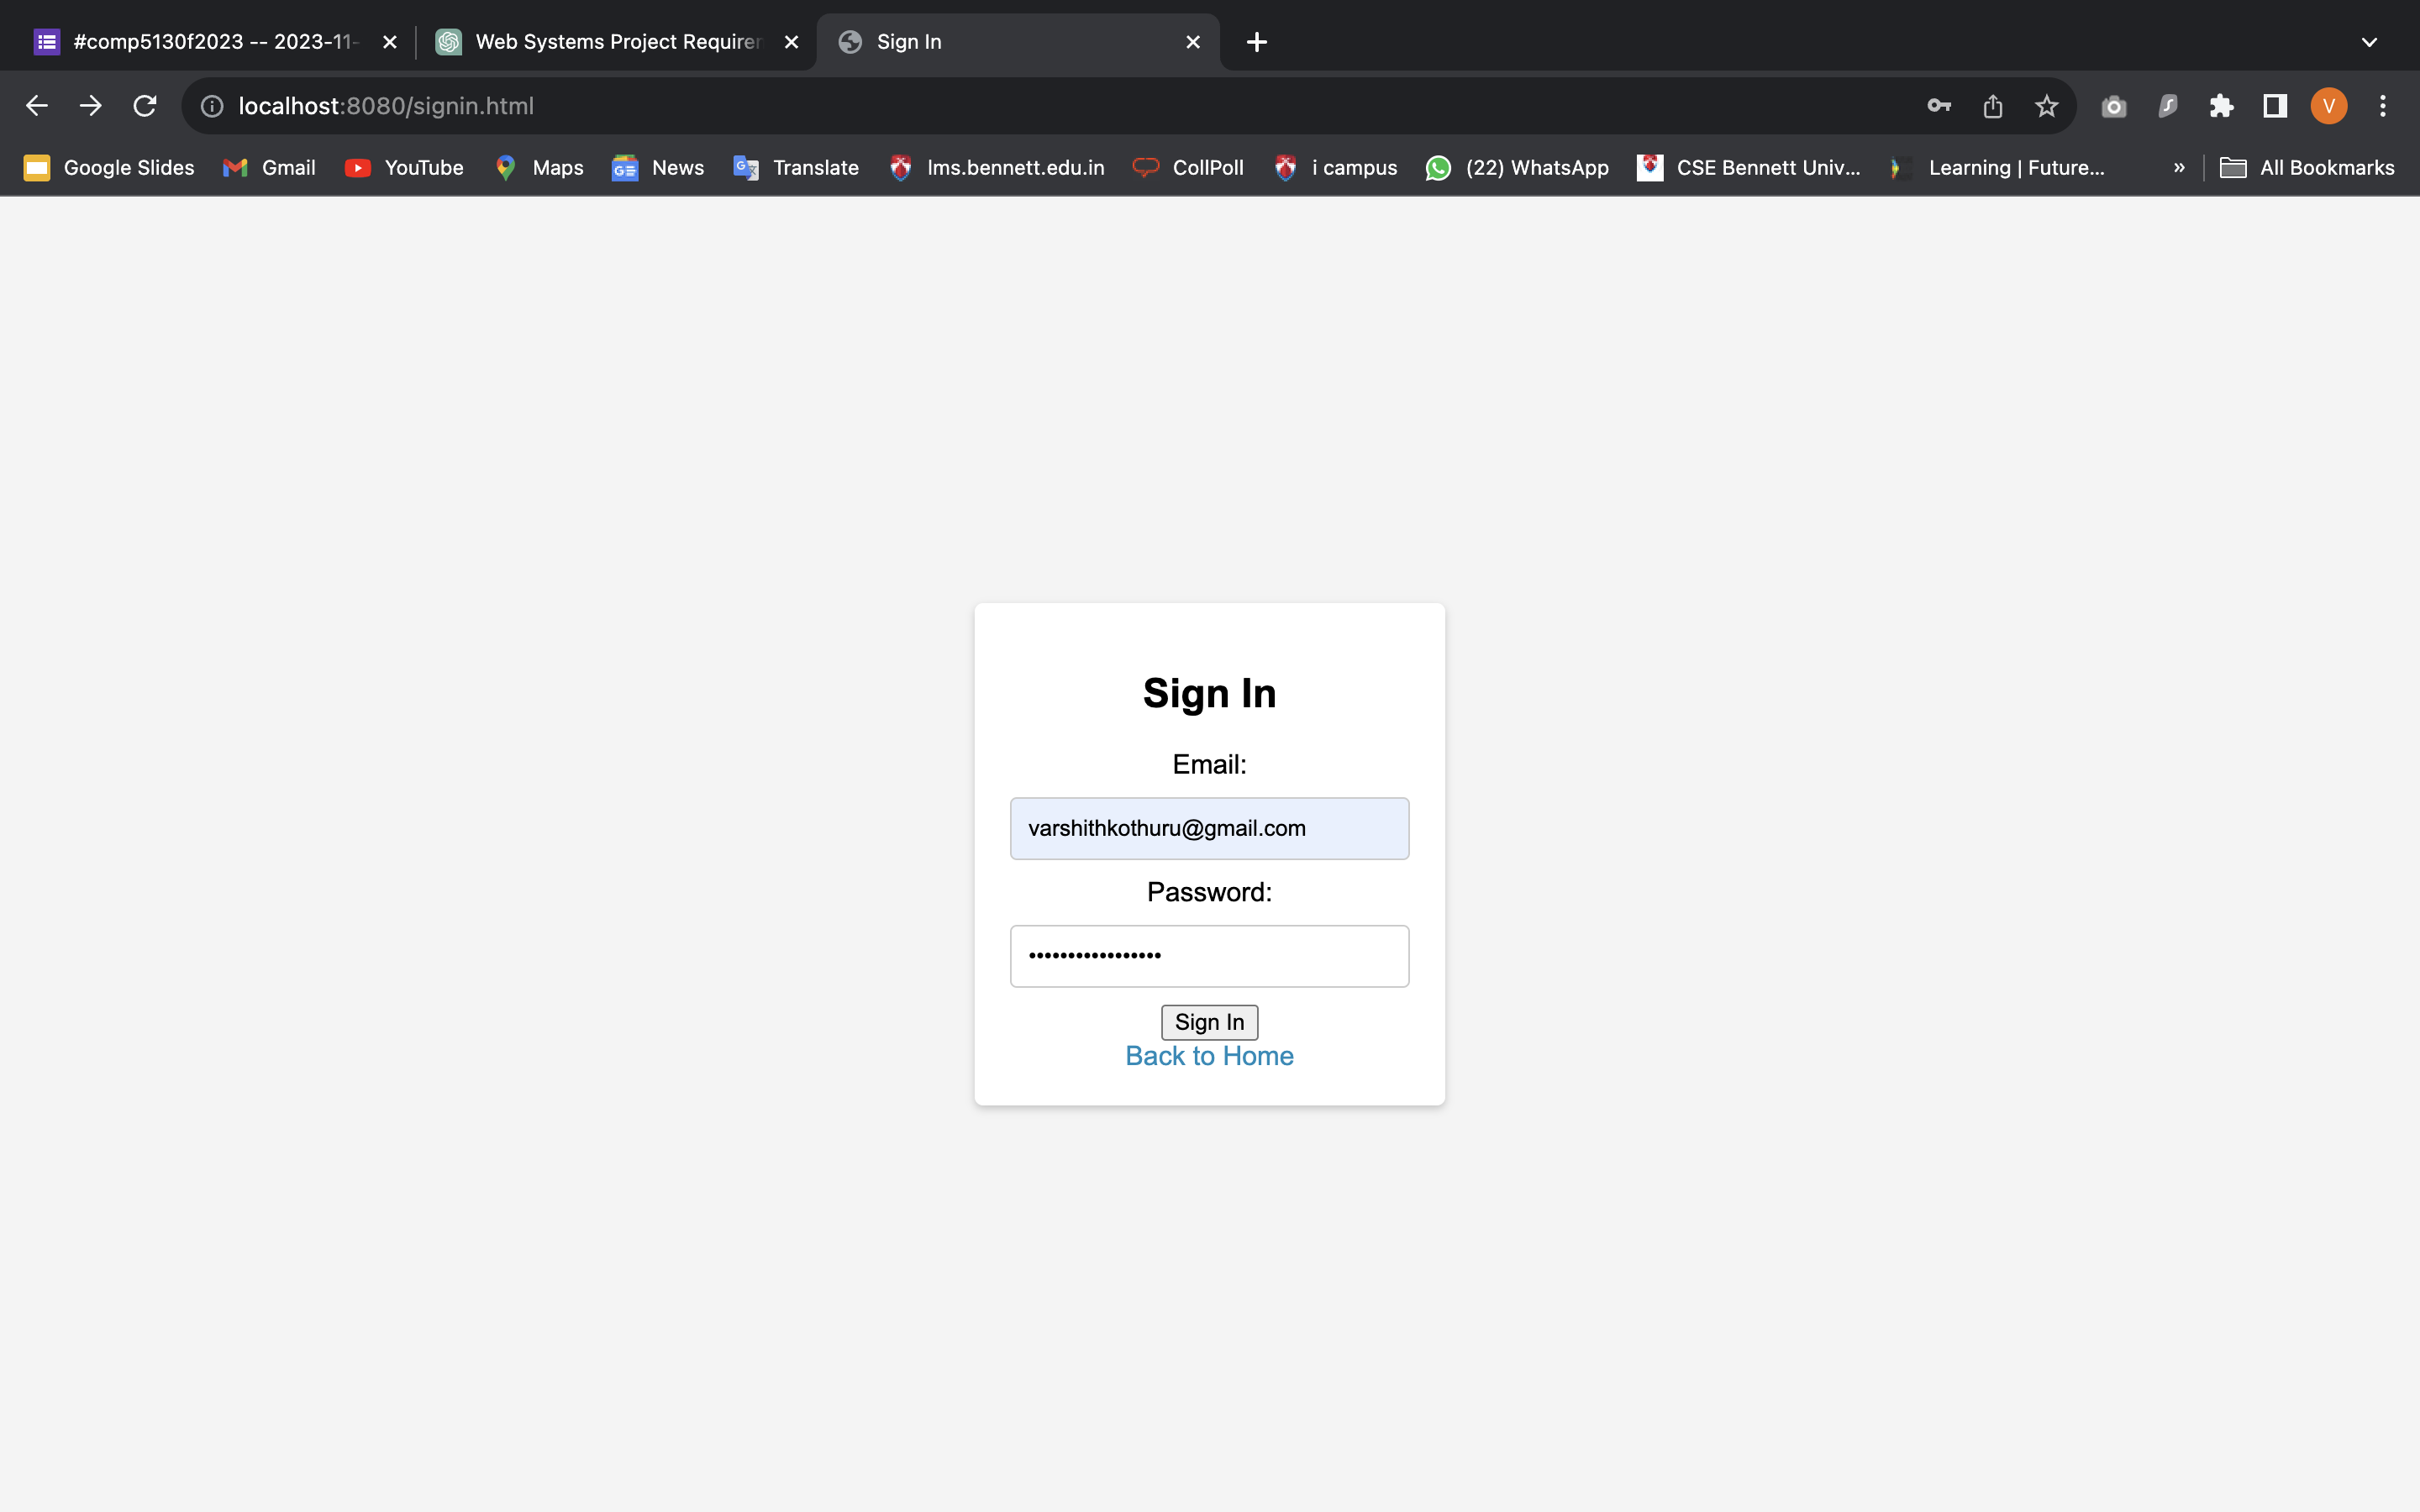 #comp5130f2023 -- 2023-11-
Web Systems Project Requirer
Sign In
localhost:8080/signin.html
V
Google Slides
Gmail
YouTube
Maps
News
Translate
lms.bennett.edu.in
CollPoll
i campus
(22) WhatsApp
CSE Bennett Univ...
Learning | Future...
»
All Bookmarks
Sign In
Email:
varshithkothuru@gmail.com
Password:
•••••••••••••••••
Sign In
Back to Home